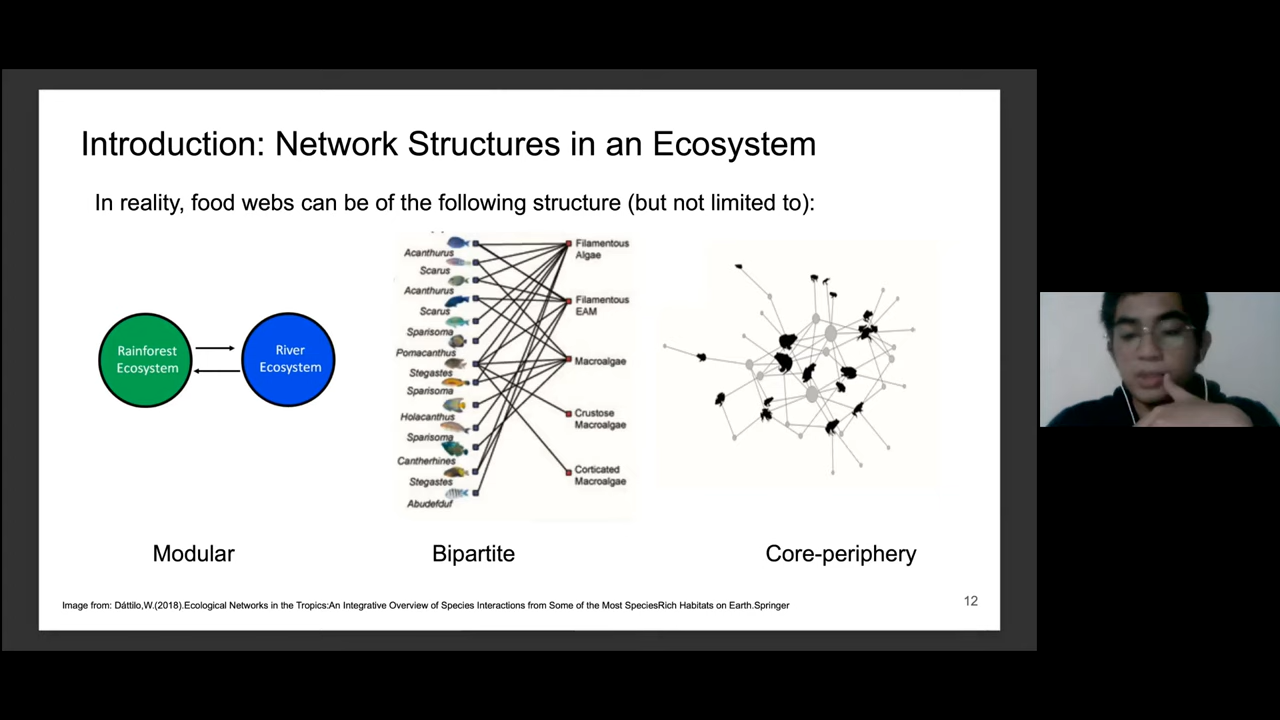 Introduction: Network Structures in an Ecosystem
In reality, food webs can be of the following structure (but not limited to):
Rainforest
Ecosystem
River
Ecosystem
Acanthurus
Scarus
Acanthurus
Scarus
Sparisoma
Pomacanthus
Stegastes
Sparisoma
Holacanthus
Sparisoma
Cantherhines
Stegastes
Abudefduf
Filamentous
Algae
Filamentous
EAM
Macroalgae
Crustose
Macroalgae
Corticated
Macroalgae
Modular
Bipartite
Core-periphery
Image from: Dáttilo,W.(2018).Ecological Networks in the Tropics:An Integrative Overview of Species Interactions from Some of the Most SpeciesRich Habitats on Earth.Springer
12